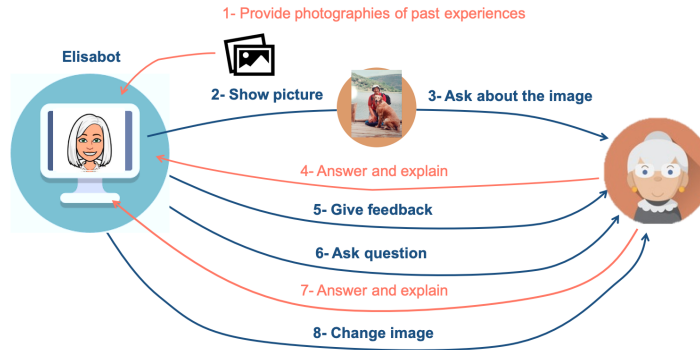 1- Provide photographies of past experiences
Elisabot
2- Show picture
3- Ask about the image
4- Answer and explain
5- Give feedback
6- Ask question
7- Answer and explain
8- Change image